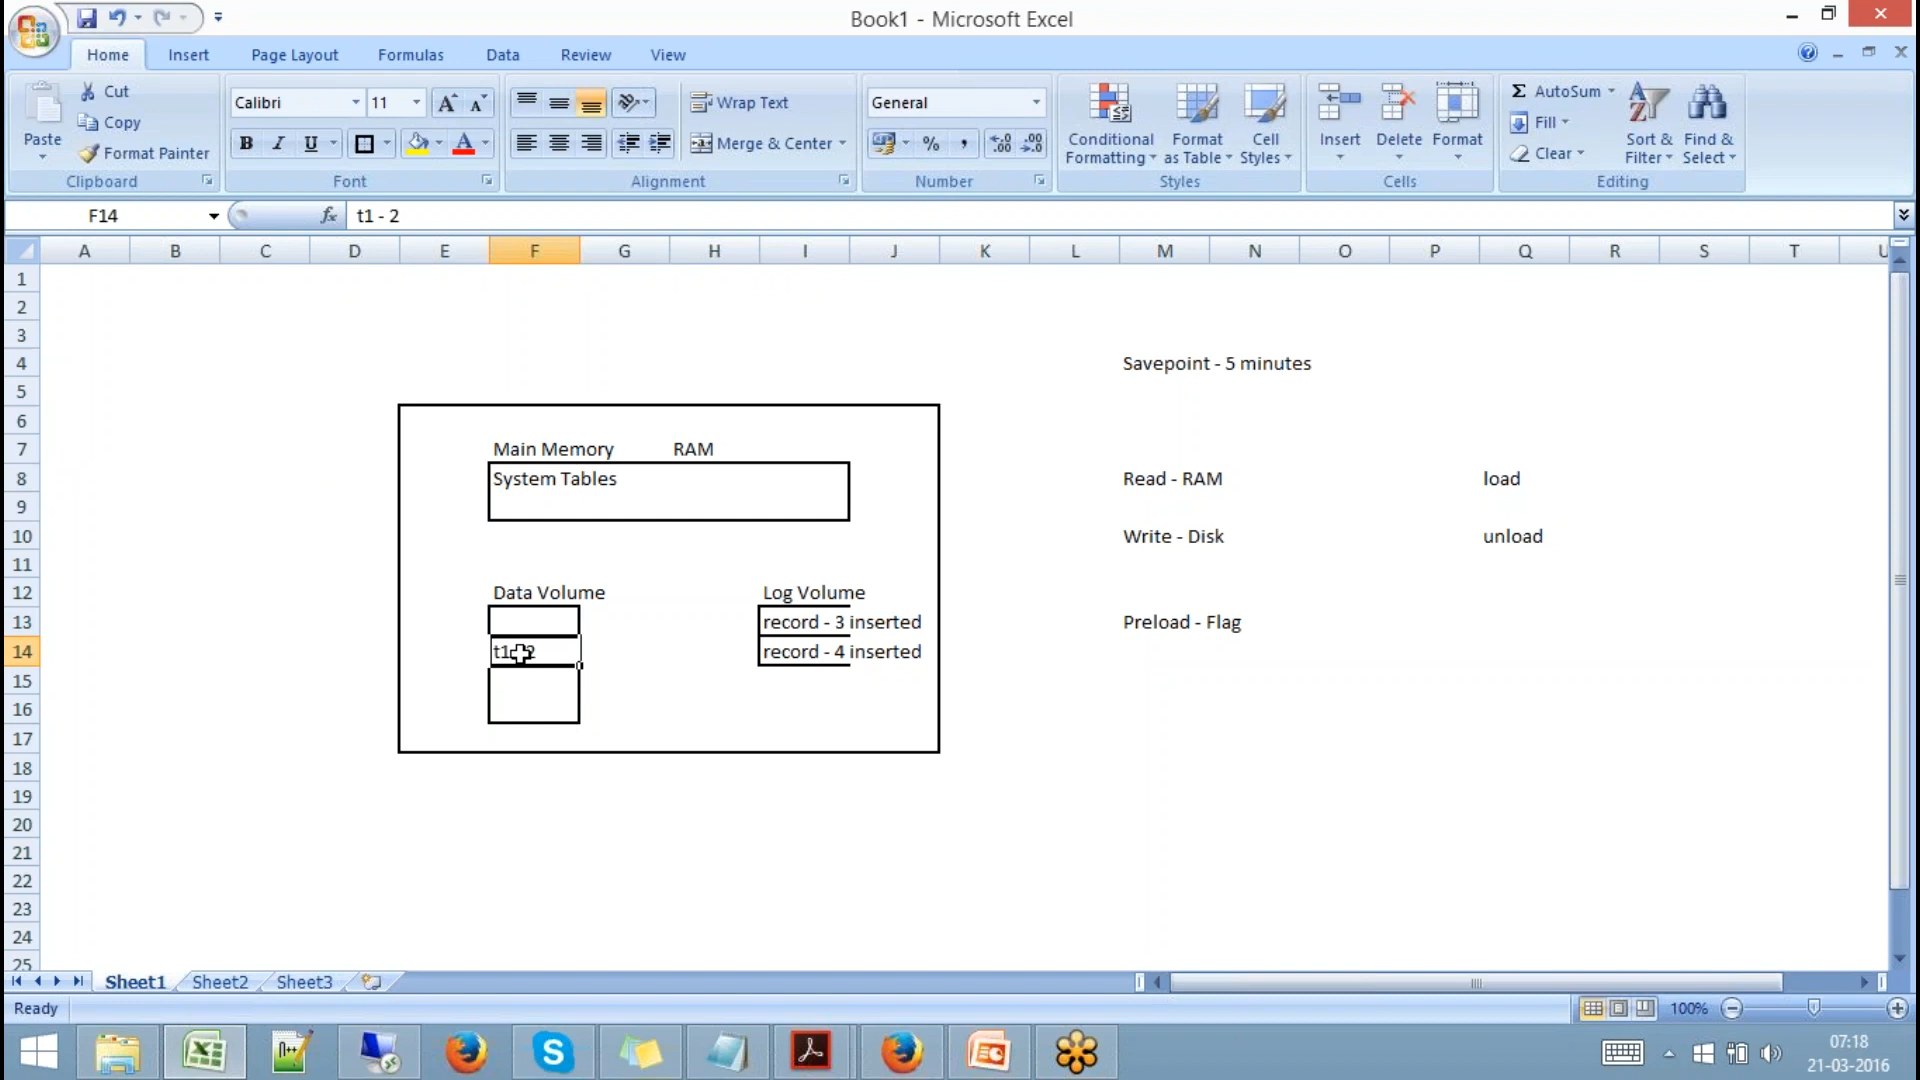 Book1 - Microsoft Excel
Home Insert Page Layout Formulas Data Review View
Cut
Copy
Format Painter
Paste
Clipboard
Calibri 11
B I U
Font
Wrap Text
Merge & Center
Alignment
General
% ,
Number
Conditional Formatting
Format as Table
Cell Styles
Styles
Insert Delete Format
Cells
Σ AutoSum
Fill
Clear
Sort & Filter
Find & Select
Editing
F14 fx t1 - 2
A B C D E F G H I J K L M N O P Q R S T U
1
2
3
4 Savepoint - 5 minutes
5
6
7 Main Memory RAM
8 System Tables Read - RAM load
9
10 Write - Disk unload
11
12 Data Volume Log Volume
13 record - 3 inserted Preload - Flag
14 t1 - 2 record - 4 inserted
15
16
17
18
19
20
21
22
23
24
25
Sheet1 Sheet2 Sheet3
Ready 100%
07:18
21-03-2016